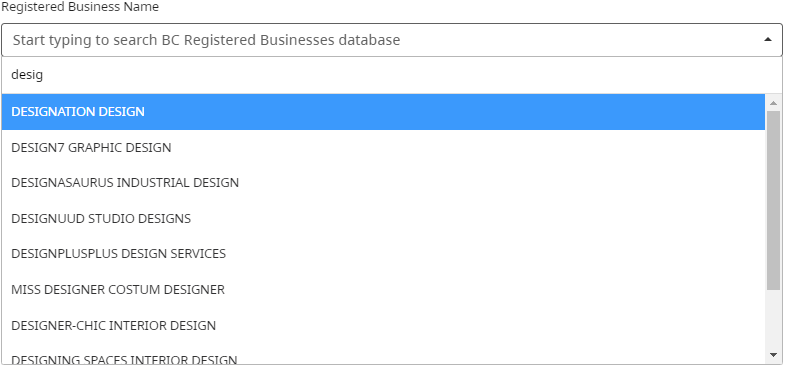 Registered Business Name
Start typing to search BC Registered Businesses database
desig
DESIGNATION DESIGN
DESIGN7 GRAPHIC DESIGN
DESIGNASAURUS INDUSTRIAL DESIGN
DESIGNUUD STUDIO DESIGNS
DESIGNPLUSPLUS DESIGN SERVICES
MISS DESIGNER COSTUM DESIGNER
DESIGNER-CHIC INTERIOR DESIGN
DESIGNING SPACES INTERIOR DESIGN